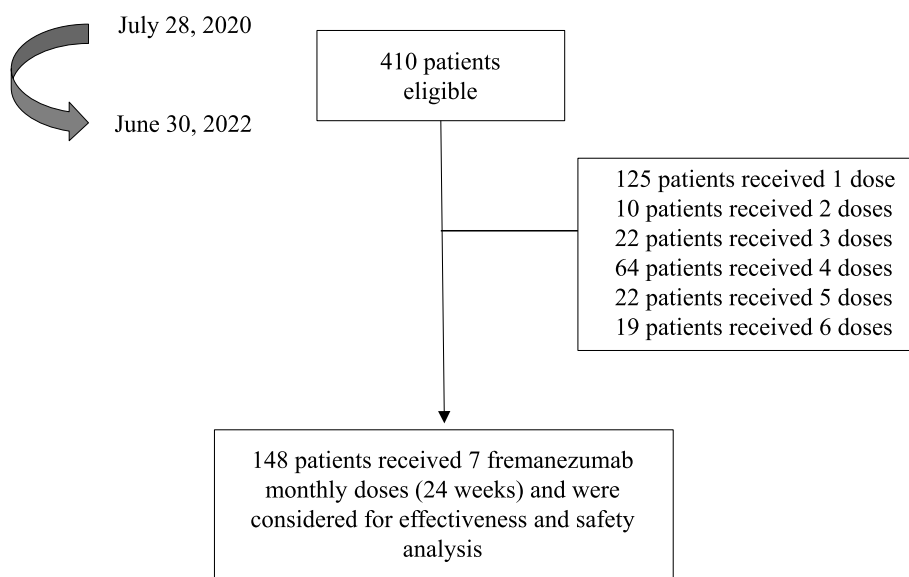 July 28, 2020
June 30, 2022
410 patients
eligible
125 patients received 1 dose
10 patients received 2 doses
22 patients received 3 doses
64 patients received 4 doses
22 patients received 5 doses
19 patients received 6 doses
148 patients received 7 fremanezumab
monthly doses (24 weeks) and were
considered for effectiveness and safety
analysis